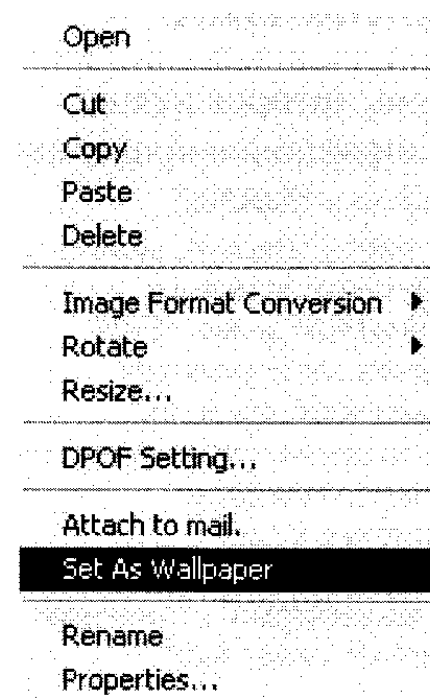 Open
Cut
Copy
Paste
Delete
Image Format Conversion
Rotate
Resize...
DPOF Setting...
Attach to mail.
Set As Wallpaper
Rename
Properties...